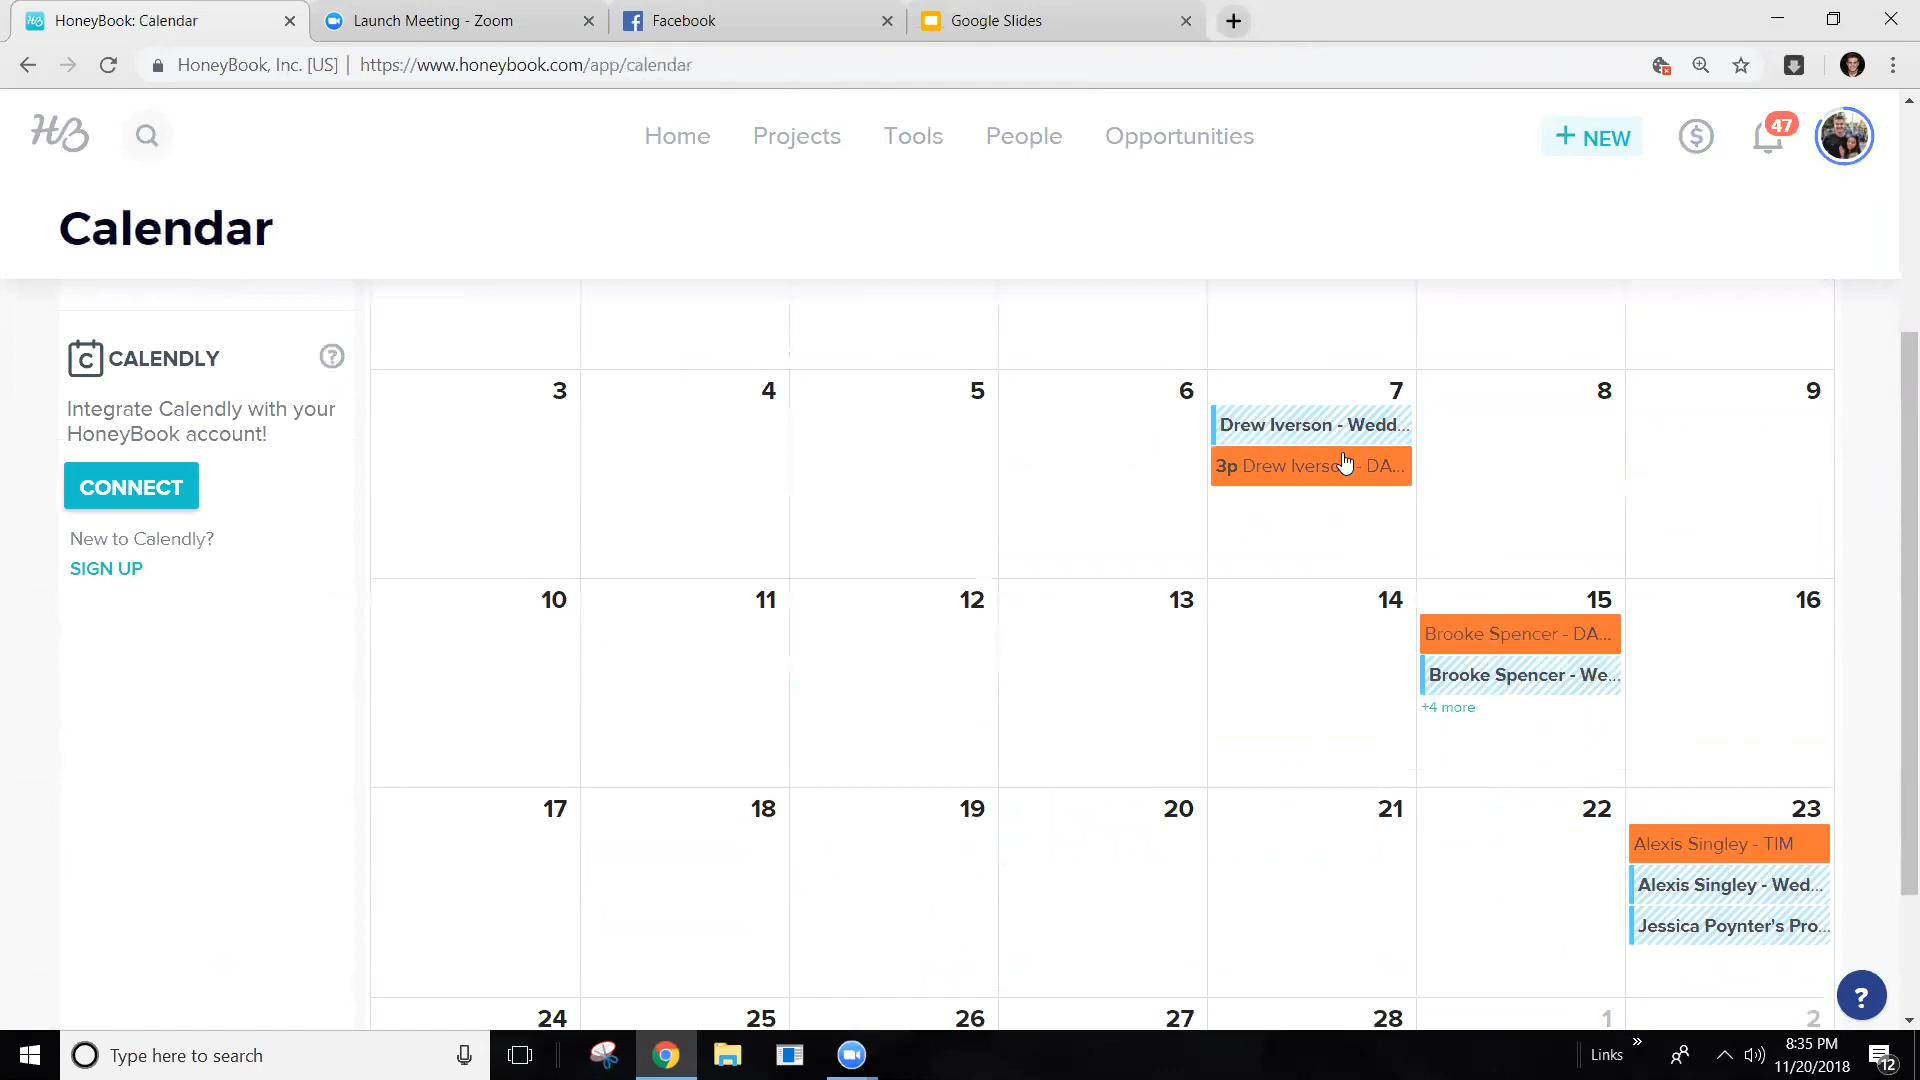 HoneyBook: Calendar
Launch Meeting - Zoom
Facebook
Google Slides
HoneyBook, Inc. [US] | https://www.honeybook.com/app/calendar
HB
Home
Projects
Tools
People
Opportunities
+ NEW
47
Calendar
C CALENDLY
Integrate Calendly with your
HoneyBook account!
CONNECT
New to Calendly?
SIGN UP
3
4
5
6
7
8
9
Drew Iverson - Wedd...
3p Drew Iverso - DA...
10
11
12
13
14
15
16
Brooke Spencer - DA...
Brooke Spencer - We...
+4 more
17
18
19
20
21
22
23
Alexis Singley - TIM
Alexis Singley - Wed...
Jessica Poynter's Pro...
24
25
26
27
28
1
2
?
Type here to search
Links
8:35 PM
11/20/2018
12